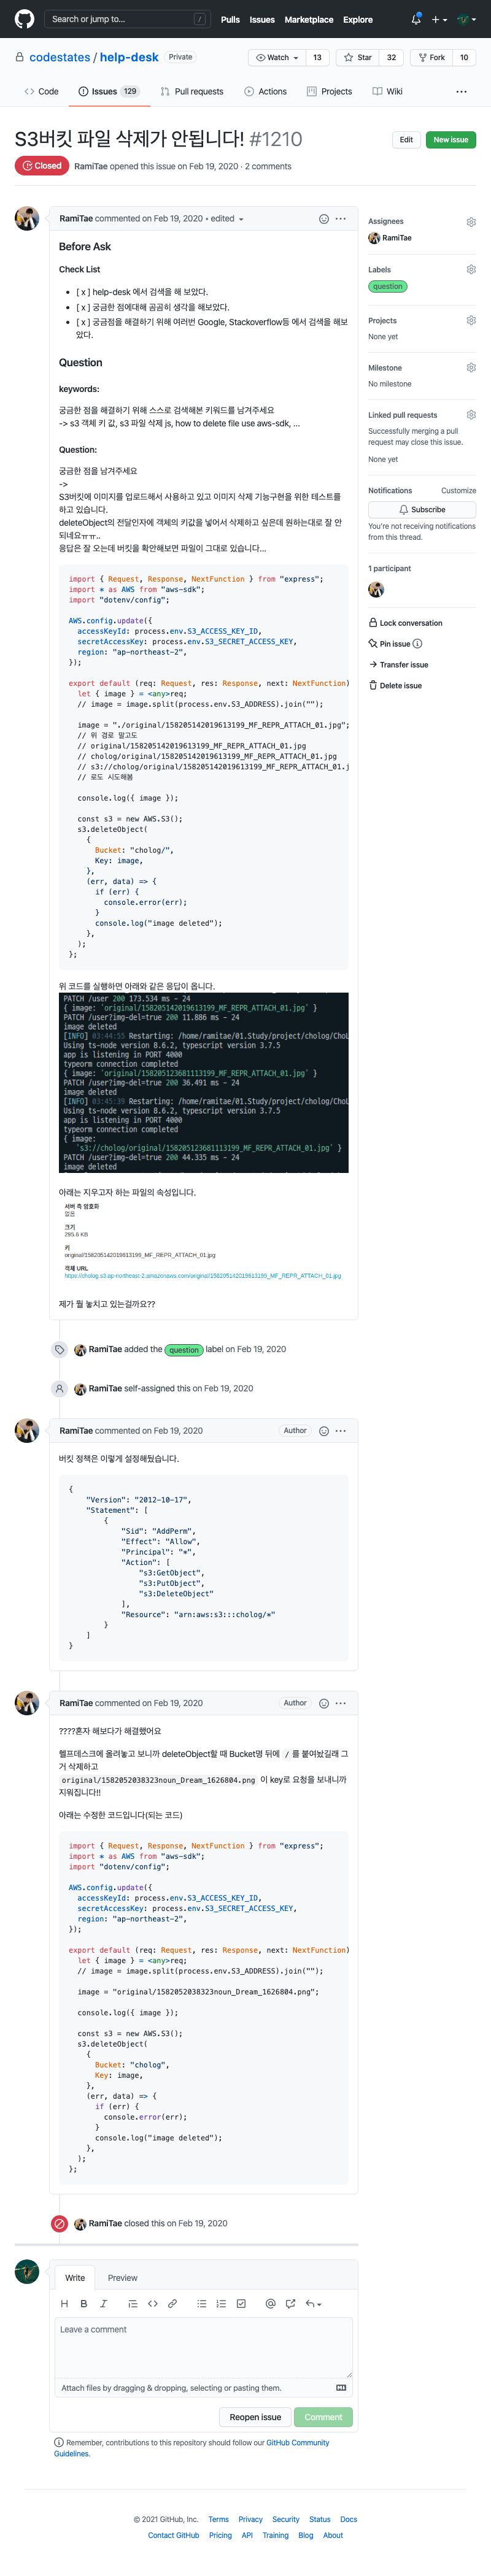 Search or jump to...
/
Pulls Issues Marketplace Explore
codestates / help-desk Private
Watch 13 Star 32 Fork 10
Code Issues 129 Pull requests Actions Projects Wiki
S3버킷 파일 삭제가 안됩니다! #1210
Edit New issue
Closed RamiTae opened this issue on Feb 19, 2020 · 2 comments
RamiTae commented on Feb 19, 2020 • edited
Before Ask
Check List
[ x ] help-desk 에서 검색을 해 보았다.
[ x ] 궁금한 점에대해 곰곰히 생각을 해보았다.
[ x ] 궁금점을 해결하기 위해 여러번 Google, Stackoverflow등 에서 검색을 해보
았다.
Question
keywords:
궁금한 점을 해결하기 위해 스스로 검색해본 키워드를 남겨주세요
-> s3 객체 키 값, s3 파일 삭제 js, how to delete file use aws-sdk, ...
Question:
궁금한 점을 남겨주세요
->
S3버킷에 이미지를 업로드해서 사용하고 있고 이미지 삭제 기능구현을 위한 테스트를
하고 있습니다.
deleteObject의 전달인자에 객체의 키값을 넣어서 삭제하고 싶은데 원하는대로 잘 안
되네요ㅠㅠ..
응답은 잘 오는데 버킷을 확인해보면 파일이 그대로 있습니다...
import { Request, Response, NextFunction } from "express";
import * as AWS from "aws-sdk";
import "dotenv/config";
AWS.config.update({
accessKeyId: process.env.S3_ACCESS_KEY_ID,
secretAccessKey: process.env.S3_SECRET_ACCESS_KEY,
region: "ap-northeast-2",
});
export default (req: Request, res: Response, next: NextFunction)
let { image } = <any>req;
// image = image.split(process.env.S3_ADDRESS).join("");
image = "./original/158205142019613199_MF_REPR_ATTACH_01.jpg";
// 위 경로 말고도
// original/158205142019613199_MF_REPR_ATTACH_01.jpg
// cholog/original/158205142019613199_MF_REPR_ATTACH_01.jpg
// s3://cholog/original/158205142019613199_MF_REPR_ATTACH_01.j
// 로도 시도해봄
console.log({ image });
const s3 = new AWS.S3();
s3.deleteObject(
{
Bucket: "cholog/",
Key: image,
},
(err, data) => {
if (err) {
console.error(err);
}
console.log("image deleted");
},
);
};
위 코드를 실행하면 아래와 같은 응답이 옵니다.
PATCH /user 200 173.534 ms - 24
{ image: 'original/158205142019613199_MF_REPR_ATTACH_01.jpg' }
PATCH /user?img-del=true 200 11.886 ms - 24
image deleted
[INFO] 03:44:55 Restarting: /home/ramitae/01.Study/project/cholog/Chol
Using ts-node version 8.6.2, typescript version 3.7.5
app is listening in PORT 4000
typeorm connection completed
{ image: 'original/158205123681113199_MF_REPR_ATTACH_01.jpg' }
PATCH /user?img-del=true 200 36.491 ms - 24
image deleted
[INFO] 03:45:39 Restarting: /home/ramitae/01.Study/project/cholog/Chol
Using ts-node version 8.6.2, typescript version 3.7.5
app is listening in PORT 4000
typeorm connection completed
{ image:
's3://cholog/original/158205123681113199_MF_REPR_ATTACH_01.jpg' }
PATCH /user?img-del=true 200 44.335 ms - 24
image deleted
아래는 지우고자 하는 파일의 속성입니다.
서버 측 암호화
없음
크기
295.6 KB
키
original/158205142019613199_MF_REPR_ATTACH_01.jpg
객체 URL
https://cholog.s3.ap-northeast-2.amazonaws.com/original/158205142019613199_MF_REPR_ATTACH_01.jpg
제가 뭘 놓치고 있는걸까요??
Assignees
RamiTae
Labels
question
Projects
None yet
Milestone
No milestone
Linked pull requests
Successfully merging a pull
request may close this issue.
None yet
Notifications Customize
Subscribe
You're not receiving notifications
from this thread.
1 participant
Lock conversation
Pin issue
Transfer issue
Delete issue
RamiTae added the question label on Feb 19, 2020
RamiTae self-assigned this on Feb 19, 2020
RamiTae commented on Feb 19, 2020 Author
버킷 정책은 이렇게 설정해뒀습니다.
{
"Version": "2012-10-17",
"Statement": [
{
"Sid": "AddPerm",
"Effect": "Allow",
"Principal": "*",
"Action": [
"s3:GetObject",
"s3:PutObject",
"s3:DeleteObject"
],
"Resource": "arn:aws:s3:::cholog/*"
}
]
}
RamiTae commented on Feb 19, 2020 Author
????혼자 해보다가 해결했어요
헬프데스크에 올려놓고 보니까 deleteObject할 때 Bucket명 뒤에 / 를 붙여놨길래 그
거 삭제하고
original/1582052038323noun_Dream_1626804.png 이 key로 요청을 보내니까
지워집니다!!
아래는 수정한 코드입니다(되는 코드)
import { Request, Response, NextFunction } from "express";
import * as AWS from "aws-sdk";
import "dotenv/config";
AWS.config.update({
accessKeyId: process.env.S3_ACCESS_KEY_ID,
secretAccessKey: process.env.S3_SECRET_ACCESS_KEY,
region: "ap-northeast-2",
});
export default (req: Request, res: Response, next: NextFunction)
let { image } = <any>req;
// image = image.split(process.env.S3_ADDRESS).join("");
image = "original/1582052038323noun_Dream_1626804.png";
console.log({ image });
const s3 = new AWS.S3();
s3.deleteObject(
{
Bucket: "cholog",
Key: image,
},
(err, data) => {
if (err) {
console.error(err);
}
console.log("image deleted");
},
);
};
RamiTae closed this on Feb 19, 2020
Write Preview
Leave a comment
Attach files by dragging & dropping, selecting or pasting them.
Reopen issue Comment
Remember, contributions to this repository should follow our GitHub Community
Guidelines.
© 2021 GitHub, Inc. Terms Privacy Security Status Docs
Contact GitHub Pricing API Training Blog About